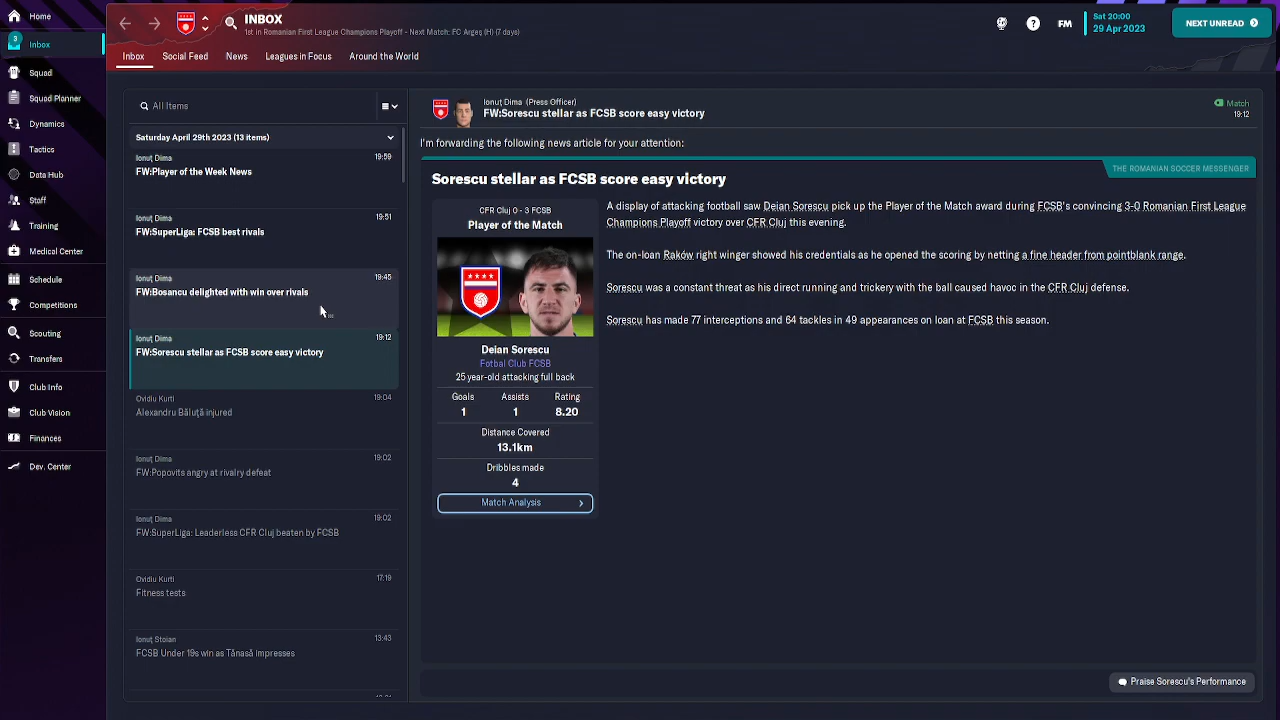 Home
3
Inbox
Squad
Squad Planner
Dynamics
Tactics
Data Hub
Staff
Training
Medical Center
Schedule
Competitions
Scouting
Transfers
Club Info
Club Vision
Finances
Dev. Center
INBOX
1st in Romanian First League Champions Playoff - Next Match: FC Argeș (H) (7 days)
?
FM
Sat 20:00
29 Apr 2023
NEXT UNREAD
Inbox
Social Feed
News
Leagues in Focus
Around the World
All Items
Saturday April 29th 2023 (13 items)
Ionuț Dima 19:59
FW:Player of the Week News
Ionuț Dima 19:51
FW:SuperLiga: FCSB best rivals
Ionuț Dima 19:45
FW:Bosancu delighted with win over rivals
Ionuț Dima 19:12
FW:Sorescu stellar as FCSB score easy victory
Ovidiu Kurti 19:04
Alexandru Băluță injured
Ionuț Dima 19:02
FW:Popovits angry at rivalry defeat
Ionuț Dima 19:02
FW:SuperLiga: Leaderless CFR Cluj beaten by FCSB
Ovidiu Kurti 17:19
Fitness tests
Ionuț Stoian 13:43
FCSB Under 19s win as Tănasă impresses
Ionuț Dima (Press Officer)
FW:Sorescu stellar as FCSB score easy victory
Match
19:12
I'm forwarding the following news article for your attention:
THE ROMANIAN SOCCER MESSENGER
Sorescu stellar as FCSB score easy victory
CFR Cluj 0 - 3 FCSB
Player of the Match
Deian Sorescu
Fotbal Club FCSB
25 year-old attacking full back
Goals Assists Rating
1 1 8.20
Distance Covered
13.1km
Dribbles made
4
Match Analysis
A display of attacking football saw Deian Sorescu pick up the Player of the Match award during FCSB's convincing 3-0 Romanian First League
Champions Playoff victory over CFR Cluj this evening.
The on-loan Raków right winger showed his credentials as he opened the scoring by netting a fine header from pointblank range.
Sorescu was a constant threat as his direct running and trickery with the ball caused havoc in the CFR Cluj defense.
Sorescu has made 77 interceptions and 64 tackles in 49 appearances on loan at FCSB this season.
Praise Sorescu's Performance